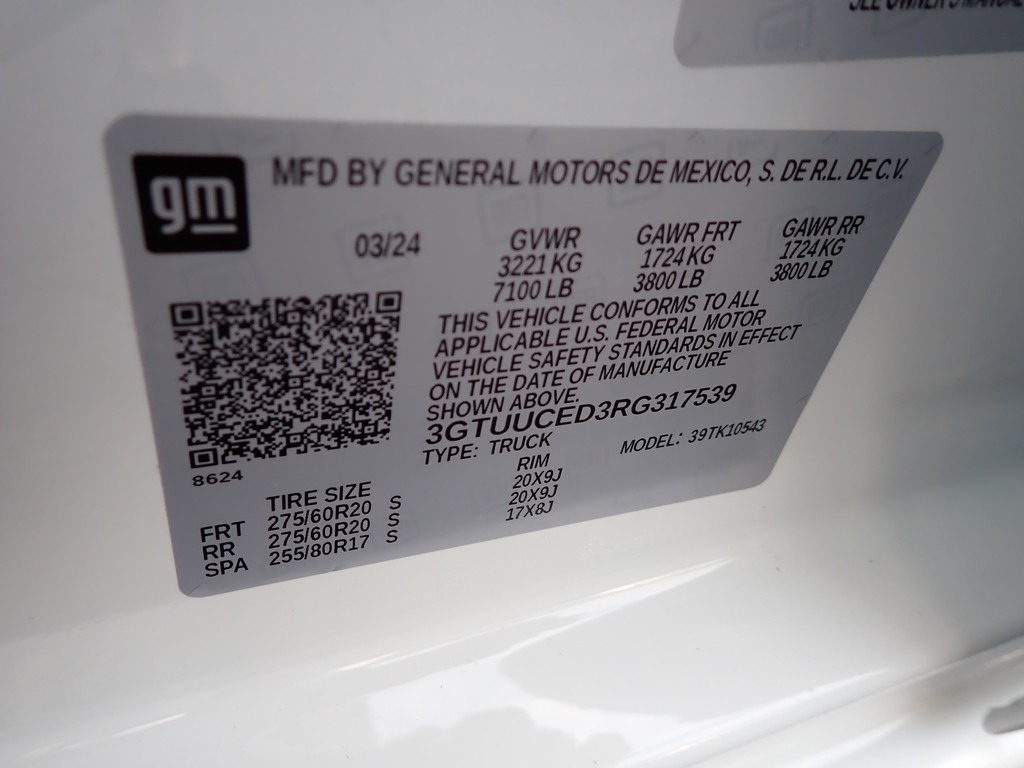 SEE OWNER'S MANUAL
gm
MFD BY GENERAL MOTORS DE MEXICO, S. DE R.L. DE C.V.
03/24
GVWR GAWR FRT GAWR RR
3221 KG 1724 KG 1724 KG
7100 LB 3800 LB 3800 LB
THIS VEHICLE CONFORMS TO ALL
APPLICABLE U.S. FEDERAL MOTOR
VEHICLE SAFETY STANDARDS IN EFFECT
ON THE DATE OF MANUFACTURE
SHOWN ABOVE.
3GTUUCED3RG317539
TYPE: TRUCK MODEL: 39TK10543
8624
TIRE SIZE RIM
FRT 275/60R20 S 20X9J
RR 275/60R20 S 20X9J
SPA 255/80R17 S 17X8J